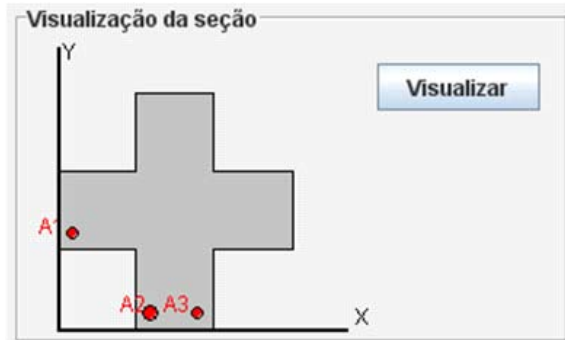 Visualização da seção
Y
Visualizar
A1
A2 A3
X